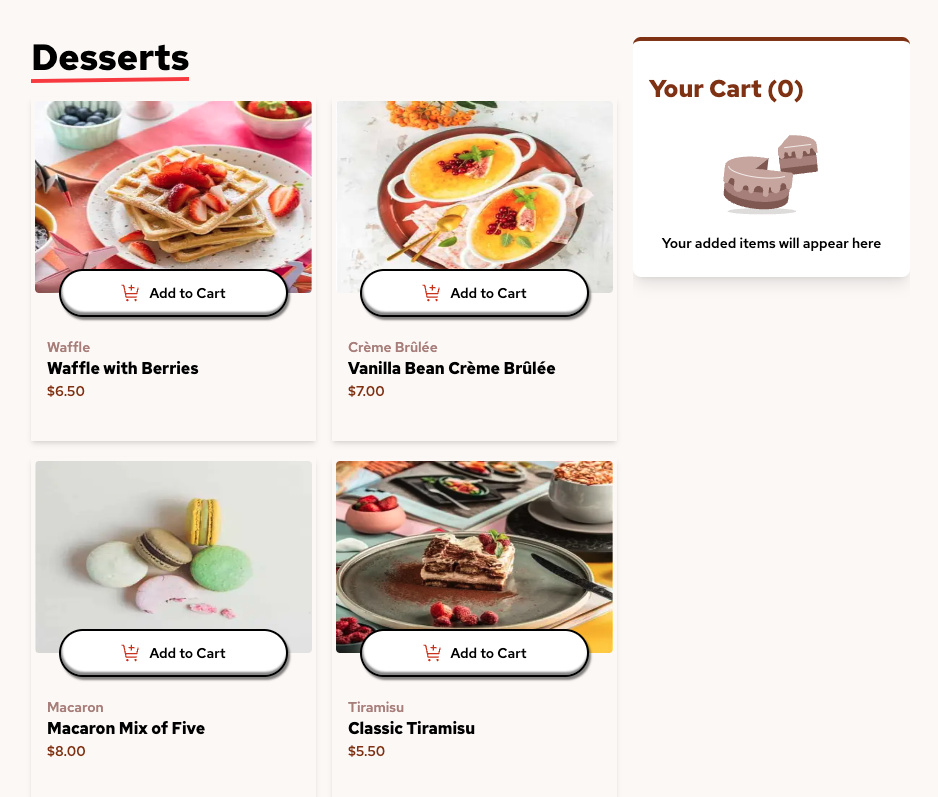 Desserts
Your Cart (0)
Your added items will appear here
Add to Cart
Waffle
Waffle with Berries
$6.50
Add to Cart
Crème Brûlée
Vanilla Bean Crème Brûlée
$7.00
Add to Cart
Macaron
Macaron Mix of Five
$8.00
Add to Cart
Tiramisu
Classic Tiramisu
$5.50